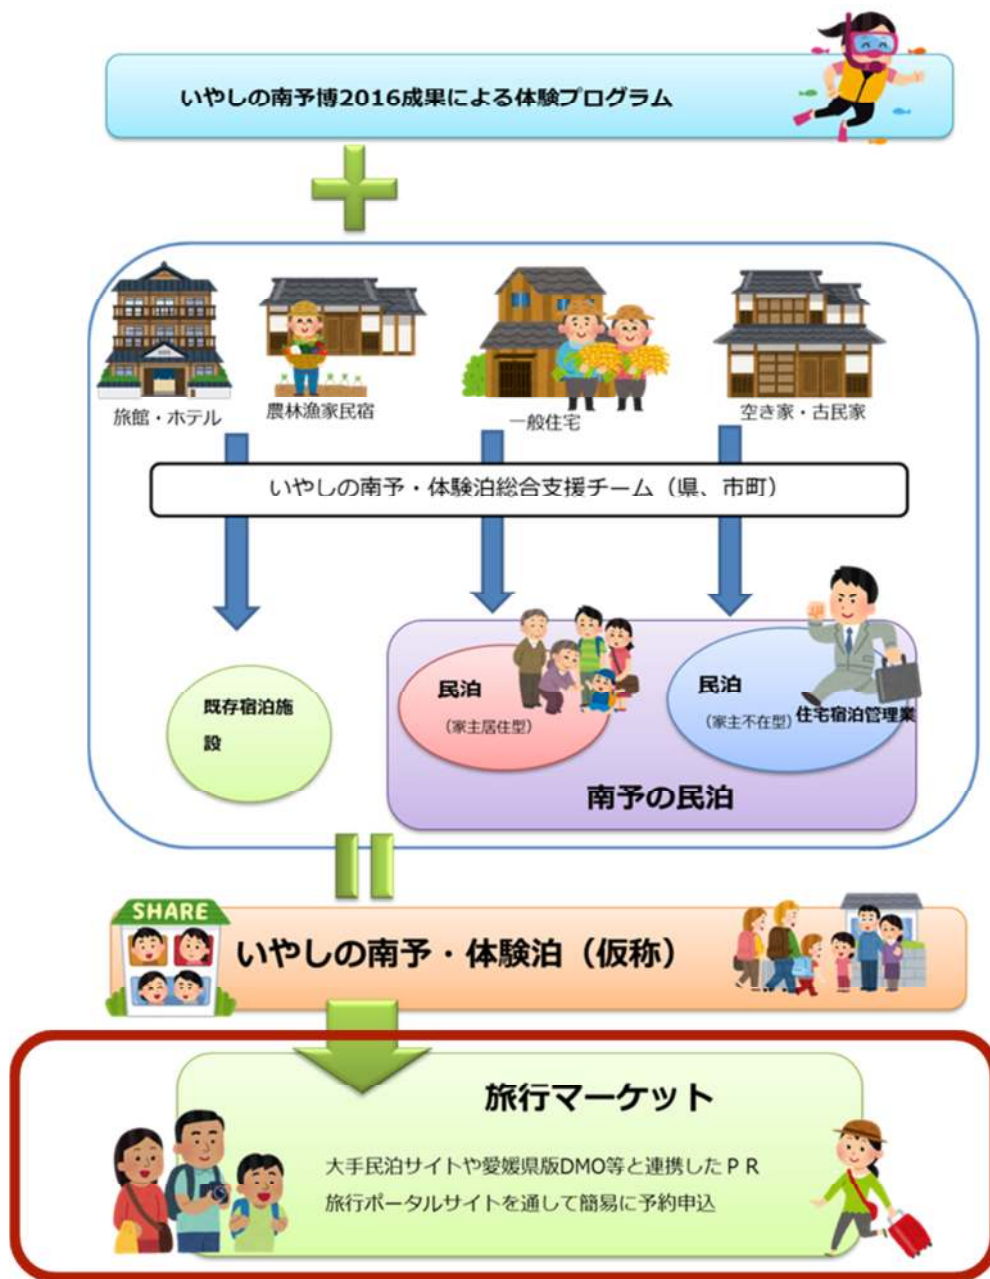 いやしの南予博2016成果による体験プログラム
旅館・ホテル
農林漁家民宿
一般住宅
空き家・古民家
いやしの南予・体験泊総合支援チーム（県、市町）
既存宿泊施
設
民泊
（家主居住型）
民泊
（家主不在型）
住宅宿泊管理業
南予の民泊
SHARE
いやしの南予・体験泊（仮称）
旅行マーケット
大手民泊サイトや愛媛県版DMO等と連携したＰＲ
旅行ポータルサイトを通して簡易に予約申込